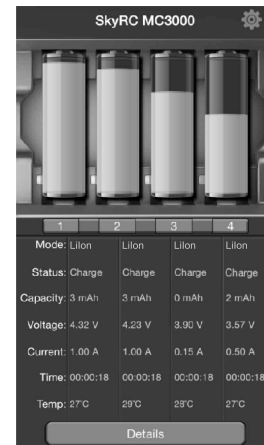 SkyRC MC3000
1 2 3 4
Mode: LiIon LiIon LiIon LiIon
Status: Charge Charge Charge Charge
Capacity: 3 mAh 3 mAh 0 mAh 2 mAh
Voltage: 4.32 V 4.23 V 3.90 V 3.57 V
Current: 1.00 A 1.00 A 0.15 A 0.50 A
Time: 00:00:18 00:00:18 00:00:18 00:00:18
Temp: 27°C 29°C 28°C 27°C
Details